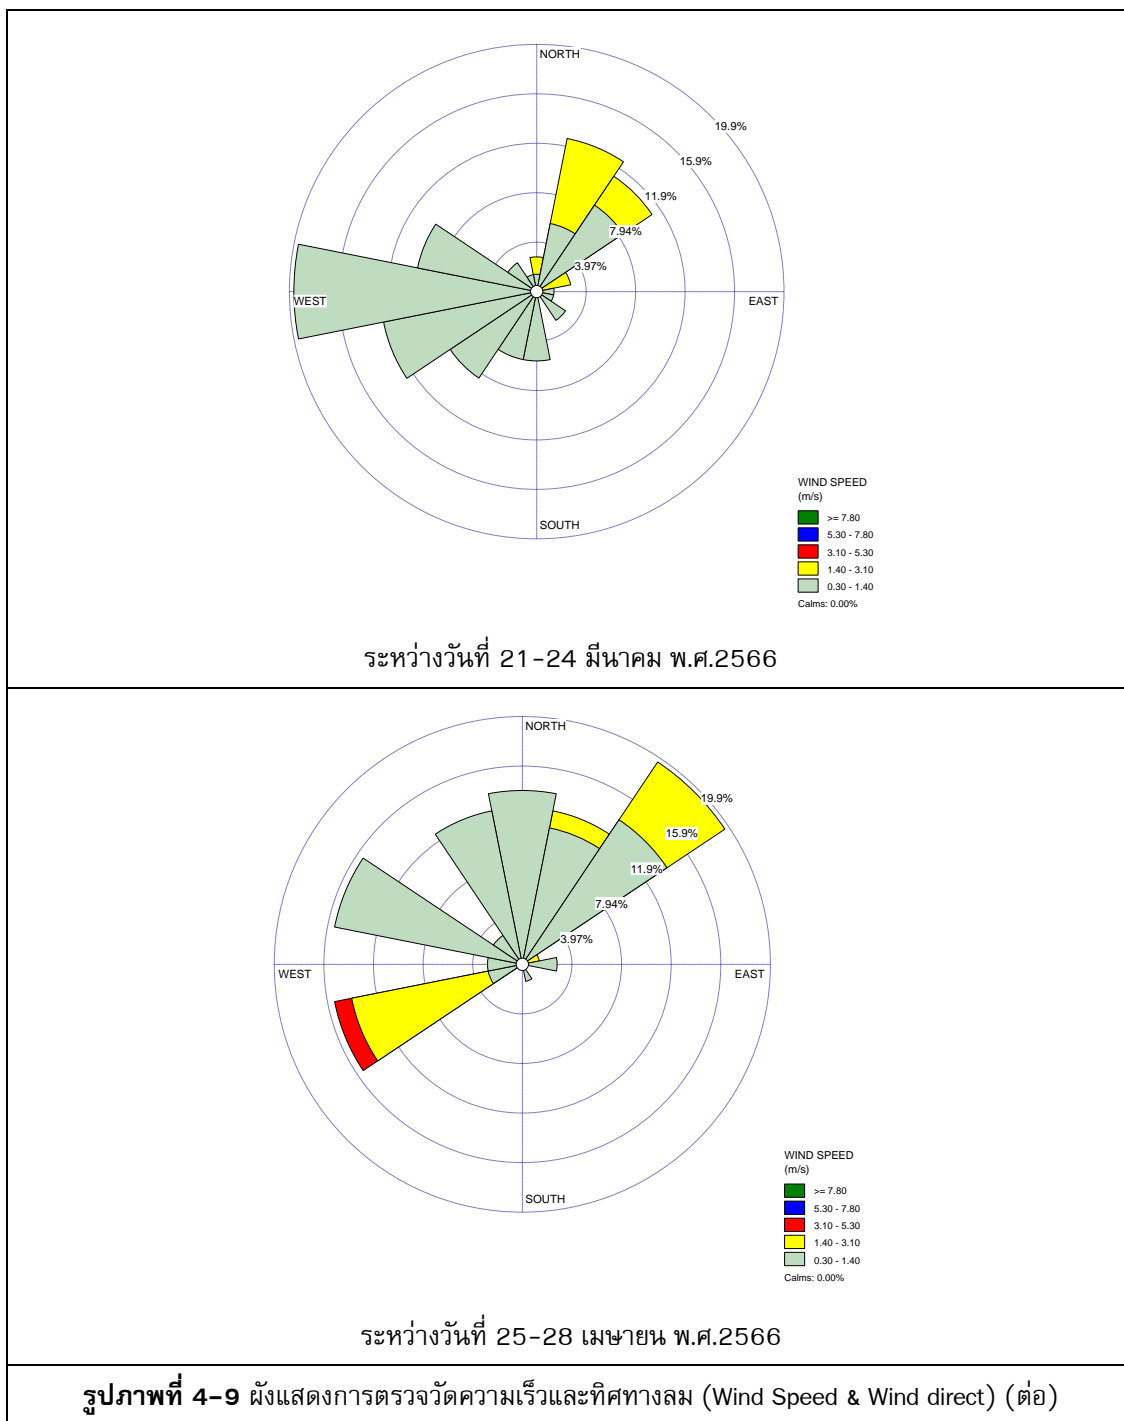 NORTH
19.9%
15.9%
11.9%
7.94%
3.97%
WEST
EAST
SOUTH
WIND SPEED
(m/s)
>= 7.80
5.30 - 7.80
3.10 - 5.30
1.40 - 3.10
0.30 - 1.40
Calms: 0.00%
ระหว่างวันที่ 21-24 มีนาคม พ.ศ.2566
NORTH
19.9%
15.9%
11.9%
7.94%
3.97%
WEST
EAST
SOUTH
WIND SPEED
(m/s)
>= 7.80
5.30 - 7.80
3.10 - 5.30
1.40 - 3.10
0.30 - 1.40
Calms: 0.00%
ระหว่างวันที่ 25-28 เมษายน พ.ศ.2566
รูปภาพที่ 4-9 ผังแสดงการตรวจวัดความเร็วและทิศทางลม (Wind Speed & Wind direct) (ต่อ)